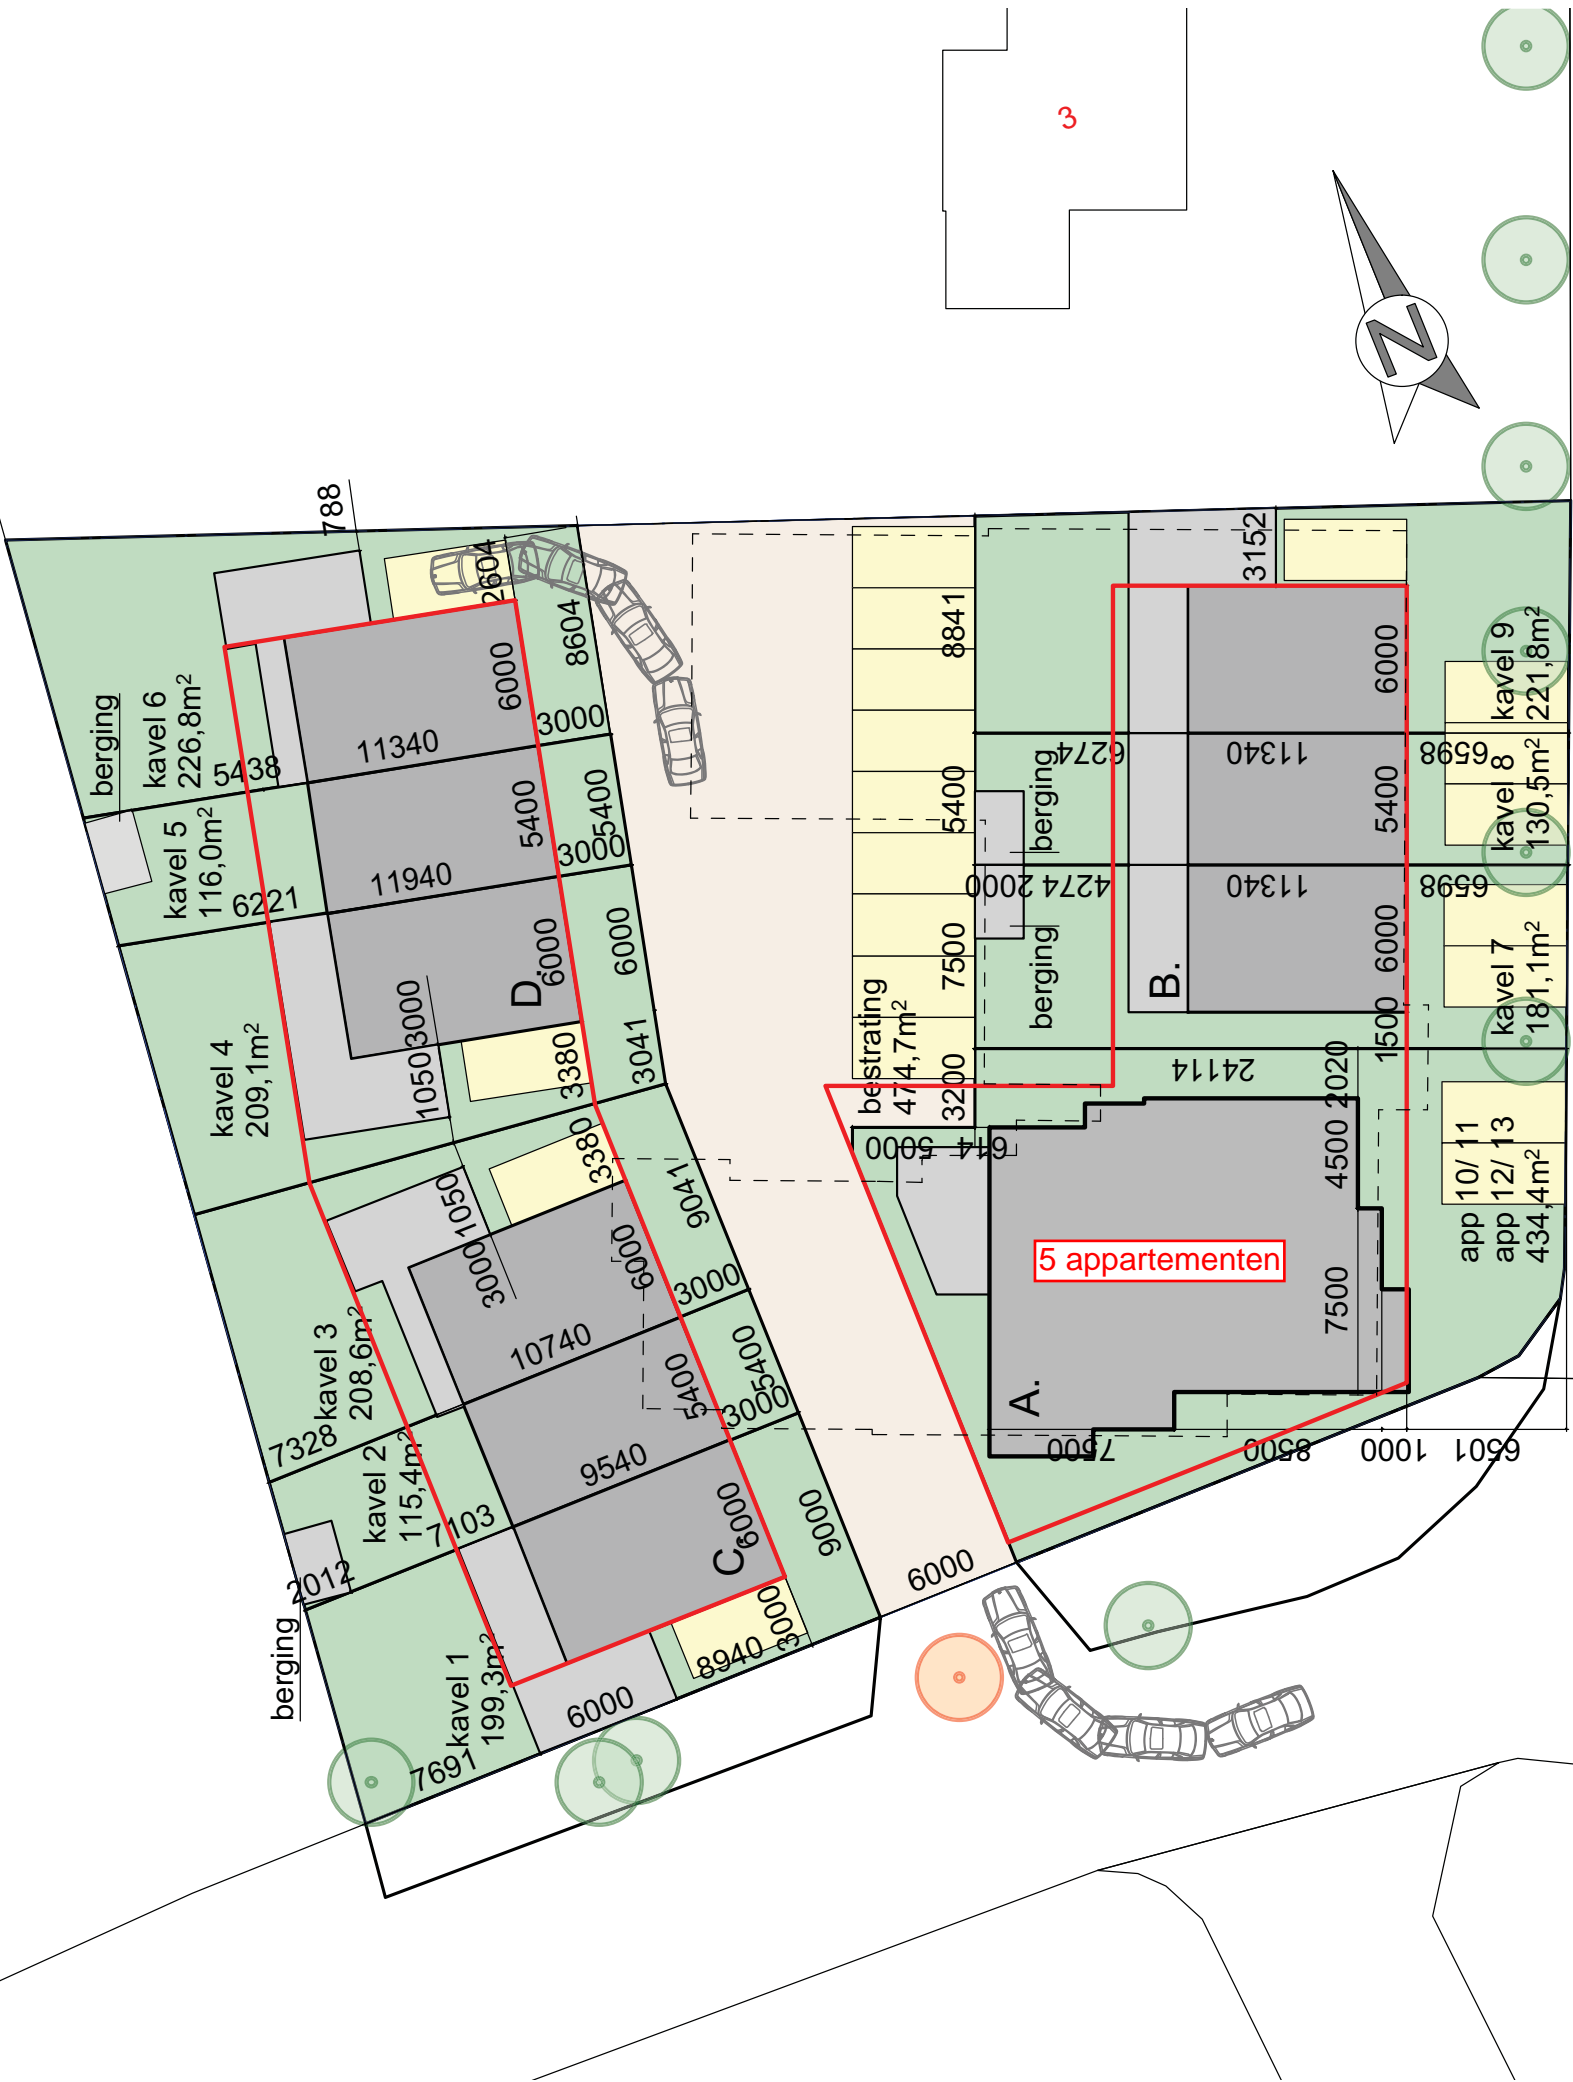 3
N
788
berging
kavel 6
226,8m²
5438
11340
6000
2604
8604
3000
kavel 5
116,0m²
6221
11940
5400
5400
3000
kavel 4
209,1m²
1050
3000
D.
6000
6000
3380
3041
8841
5400
7500
3200
bestrating
474,7m²
3152
6000
6274
11340
6598
berging
kavel 9
221,8m²
5400
2000
4274
11340
6598
kavel 8
130,5m²
berging
B.
6000
1500
kavel 7
181,1m²
24114
2020
5000
614
4500
app 10/ 11
app 12/ 13
434,4m²
5 appartementen
7500
A.
7500
8500
1000
6501
3380
1050
3000
6000
9041
3000
kavel 3
208,6m²
7328
10740
5400
5400
3000
kavel 2
115,4m²
7103
9540
2012
berging
C.
6000
9000
3000
8940
6000
6000
kavel 1
199,3m²
7691